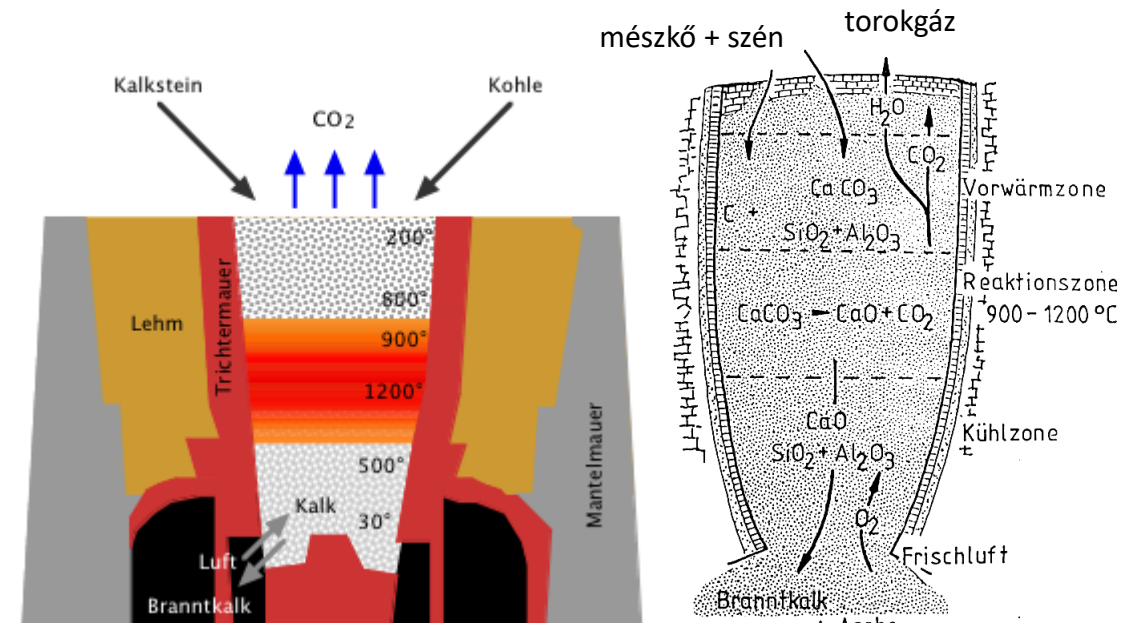 Kalkstein
Kohle
CO2
200°
800°
900°
1200°
500°
30°
Lehm
Trichtermauer
Mantelmauer
Kalk
Luft
Branntkalk
mészkő + szén
torokgáz
H2O
CO2
CaCO3
C +
SiO2+Al2O3
Vorwärmzone
Reaktionszone
900–1200 °C
CaCO3 → CaO+CO2
CaO
SiO2+Al2O3
Kühlzone
O2
Frischluft
Branntkalk